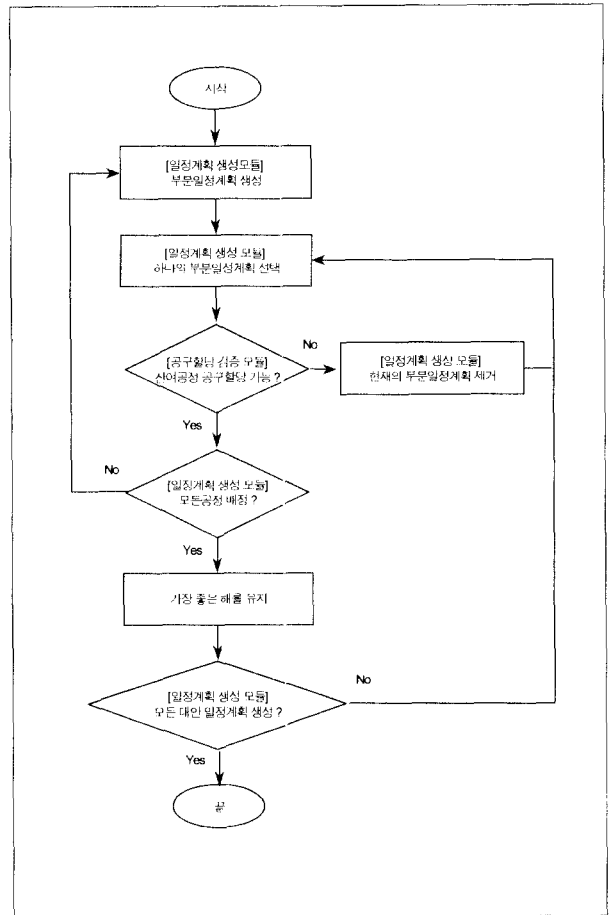 시작
[일정계획 생성모듈]
부분일정계획 생성
[일정계획 생성 모듈]
하나의 부분일정계획 선택
No
[공구할당 검증 모듈]
잔여공정 공구할당 가능 ?
[일정계획 생성 모듈]
현재의 부분일정계획 제거
Yes
No
[일정계획 생성 모듈]
모든공정 배정 ?
Yes
가장 좋은 해를 유지
No
[일정계획 생성 모듈]
모든 대안 일정계획 생성 ?
Yes
끝